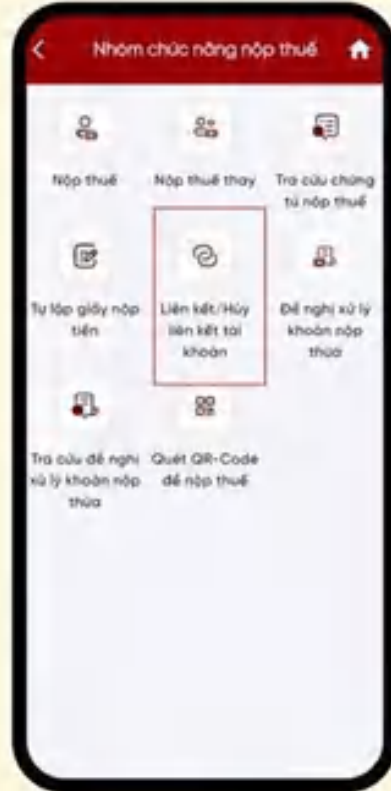 Nhóm chức năng nộp thuế
Nộp thuế
Nộp thuế thay
Tra cứu chứng
từ nộp thuế
Tự lập giấy nộp
tiền
Liên kết/Hủy
liên kết tài
khoản
Đề nghị xử lý
khoản nộp
thừa
Tra cứu đề nghị
xử lý khoản nộp
thừa
Quét QR-Code
để nộp thuế